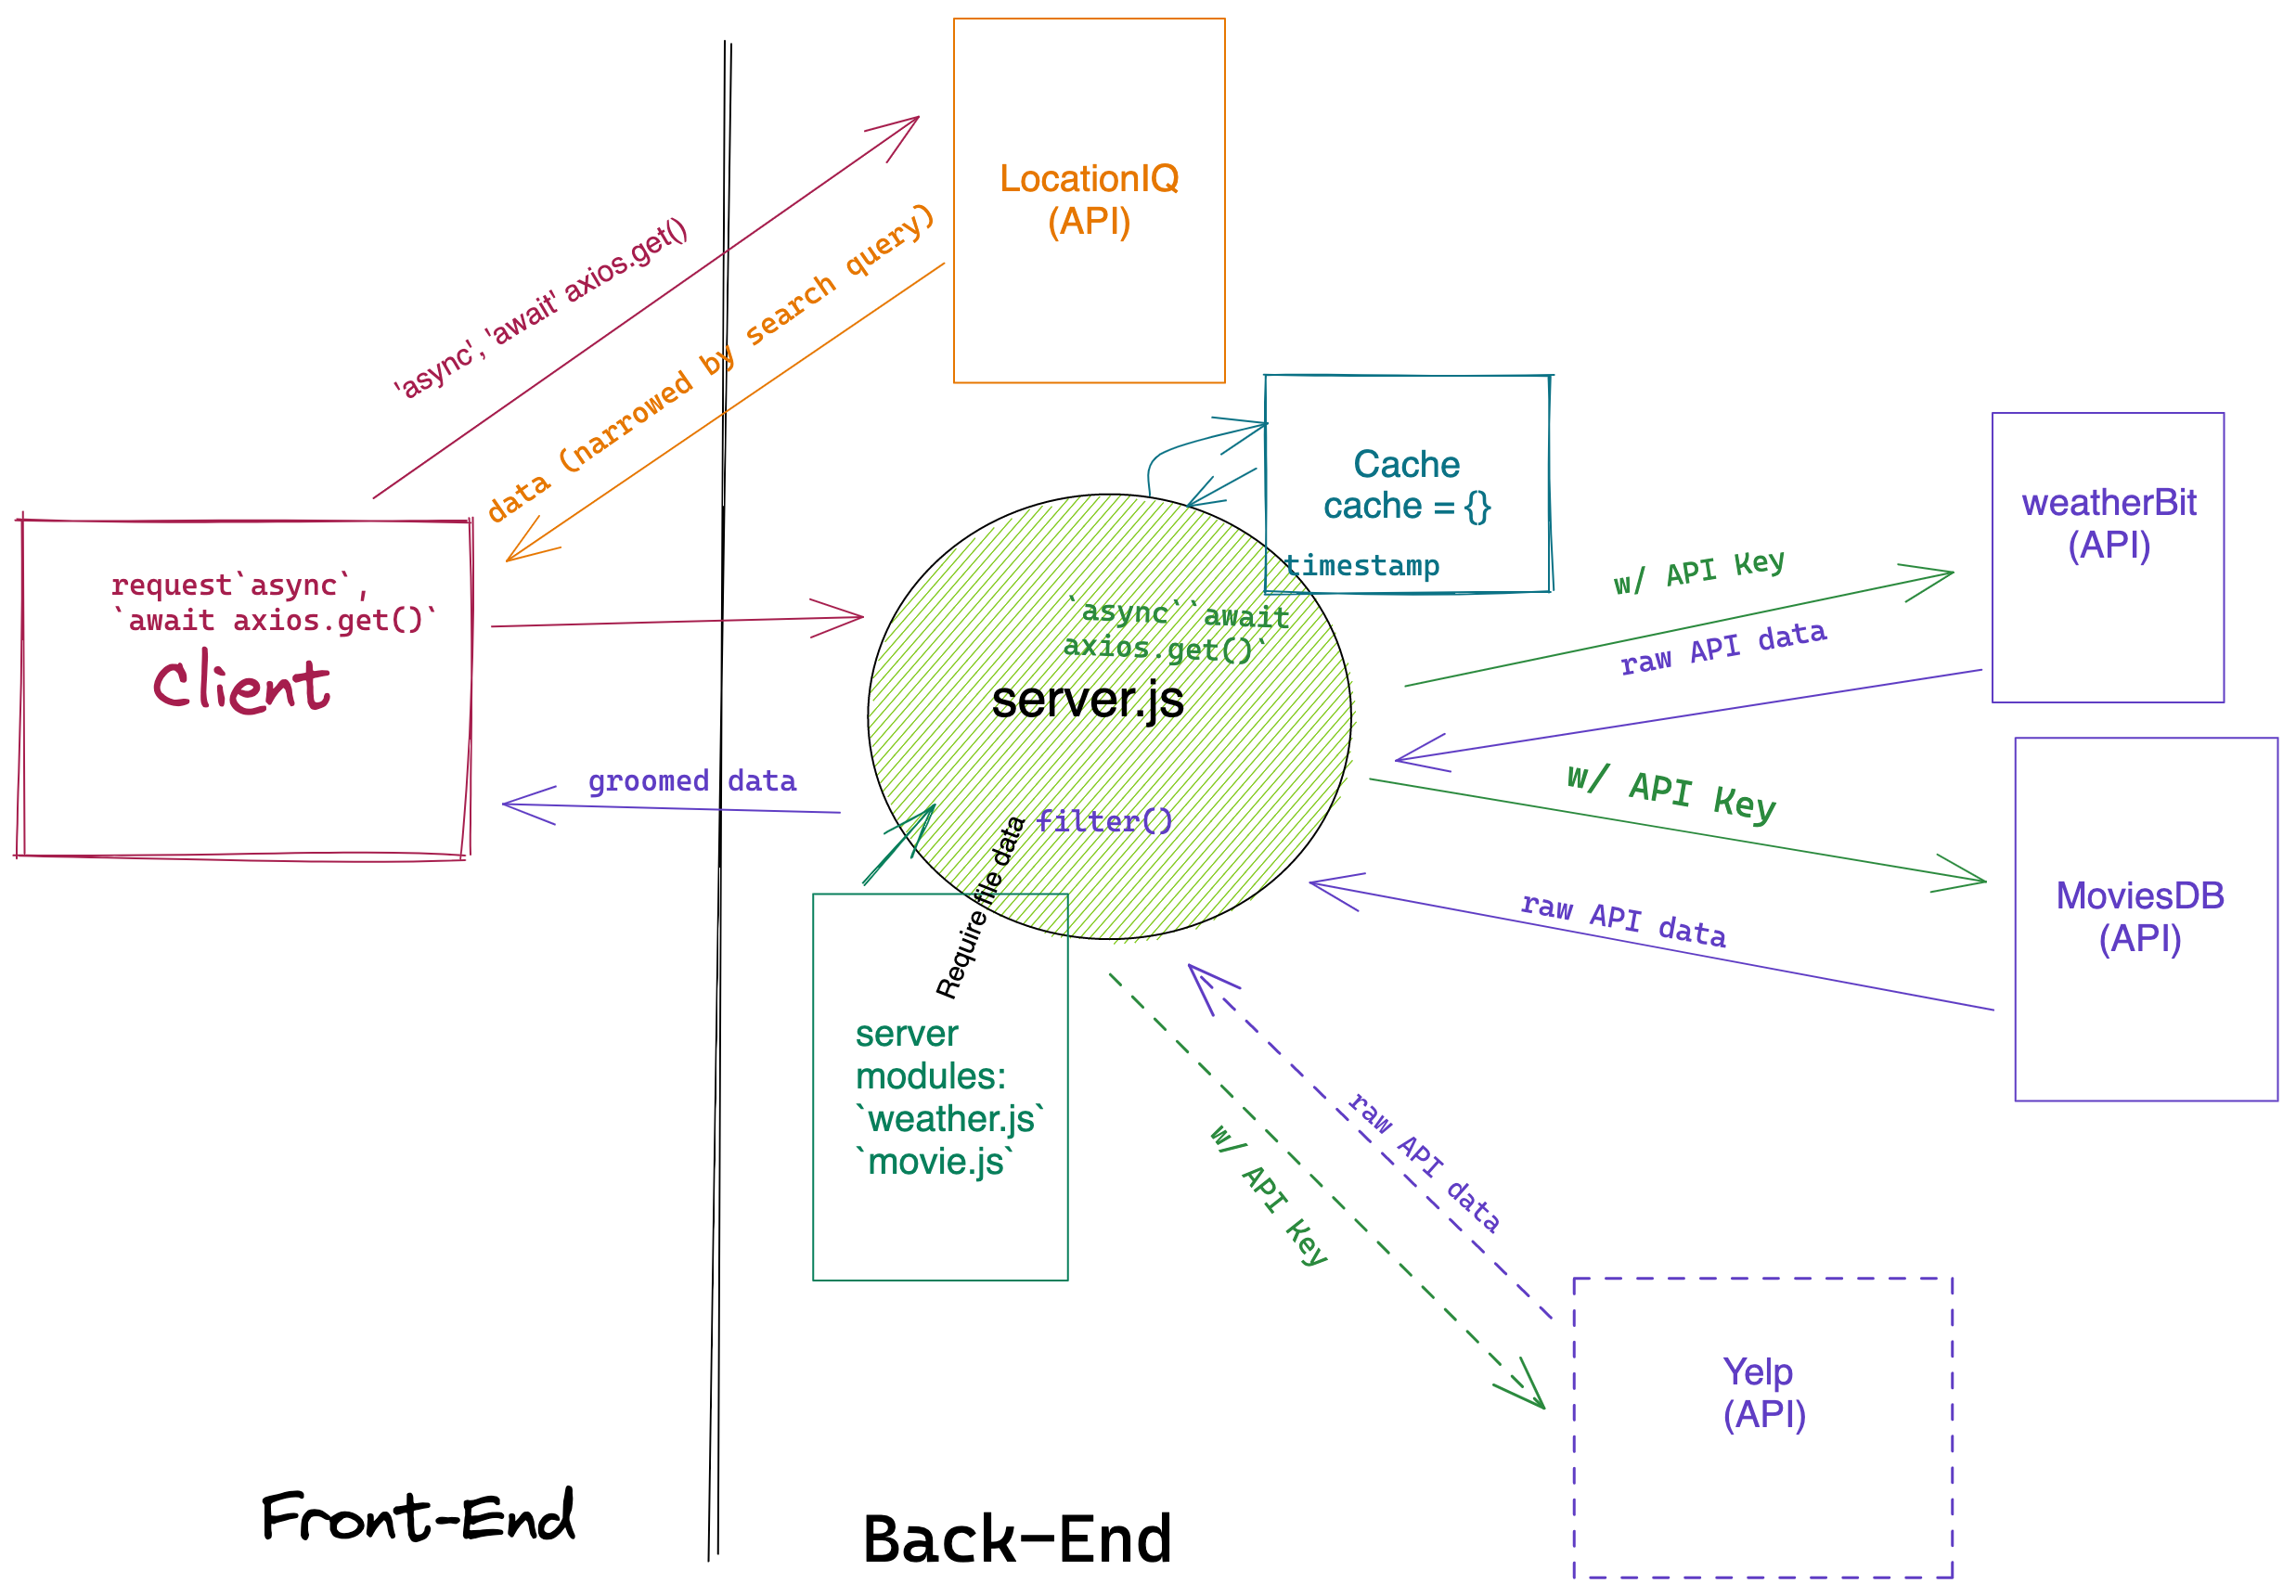 LocationIQ
(API)
'async', 'await' axios.get()
data (narrowed by search query)
Cache
cache = {}
timestamp
weatherBit
(API)
request`async`,
`await axios.get()`
Client
`async``await
axios.get()`
server.js
filter()
groomed data
Require file data
w/ API Key
raw API data
w/ API Key
raw API data
MoviesDB
(API)
server
modules:
`weather.js`
`movie.js`
raw API data
w/ API Key
Yelp
(API)
Front-End
Back-End